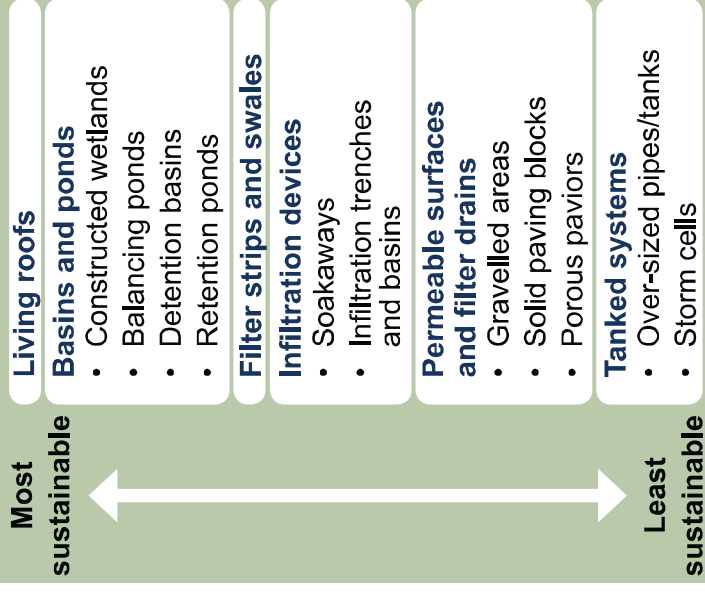 Most
sustainable
Living roofs
Basins and ponds
• Constructed wetlands
• Balancing ponds
• Detention basins
• Retention ponds
Filter strips and swales
Infiltration devices
• Soakaways
• Infiltration trenches
and basins
Permeable surfaces
and filter drains
• Gravelled areas
• Solid paving blocks
• Porous paviors
Tanked systems
• Over-sized pipes/tanks
• Storm cells
Least
sustainable